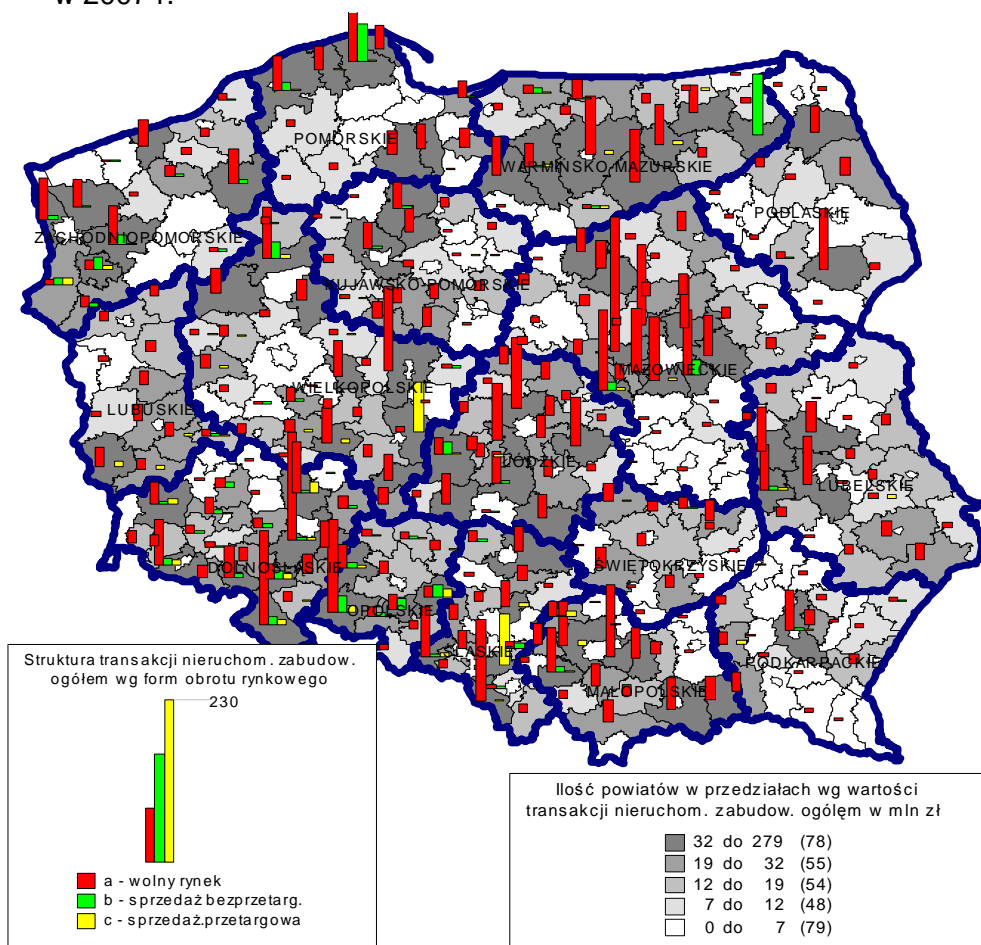 w 2007 r.
POMORSKIE
WARMIŃSKO-MAZURSKIE
PODLASKIE
ZACHODNIOPOMORSKIE
KUJAWSKO-POMORSKIE
MAZOWIECKIE
WIELKOPOLSKIE
LUBUSKIE
ŁÓDZKIE
LUBELSKIE
DOLNOŚLĄSKIE
ŚWIĘTOKRZYSKIE
OPOLSKIE
ŚLĄSKIE
PODKARPACKIE
MAŁOPOLSKIE
Struktura transakcji nieruchom. zabudow.
ogółem wg form obrotu rynkowego
230
a - wolny rynek
b - sprzedaż bezprzetarg.
c - sprzedaż.przetargowa
Ilość powiatów w przedziałach wg wartości
transakcji nieruchom. zabudow. ogółem w mln zł
32 do 279 (78)
19 do 32 (55)
12 do 19 (54)
7 do 12 (48)
0 do 7 (79)